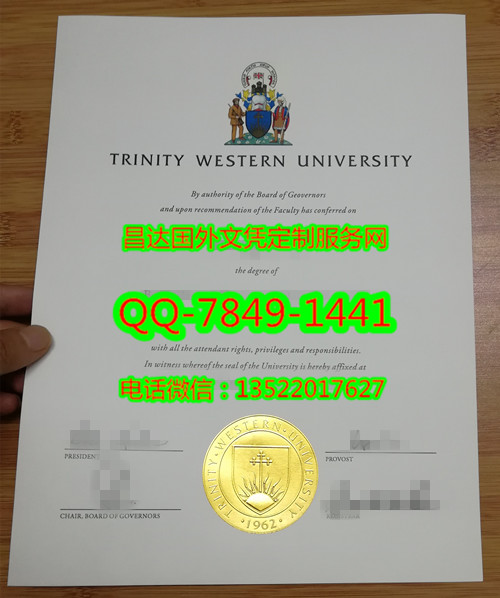 TRINITY WESTERN UNIVERSITY
By authority of the Board of Geovernors
and upon recommendation of the Faculty has conferred on
昌达国外文凭定制服务网
the degree of
QQ-7849-1441
with all the attendant rights, privileges and responsibilities.
In witness whereof the seal of the University is hereby affixed at
电话微信：13522017627
PRESIDENT
PROVOST
CHAIR, BOARD OF GOVERNORS
TRINITY·WESTERN·UNIVERSITY
·1962·